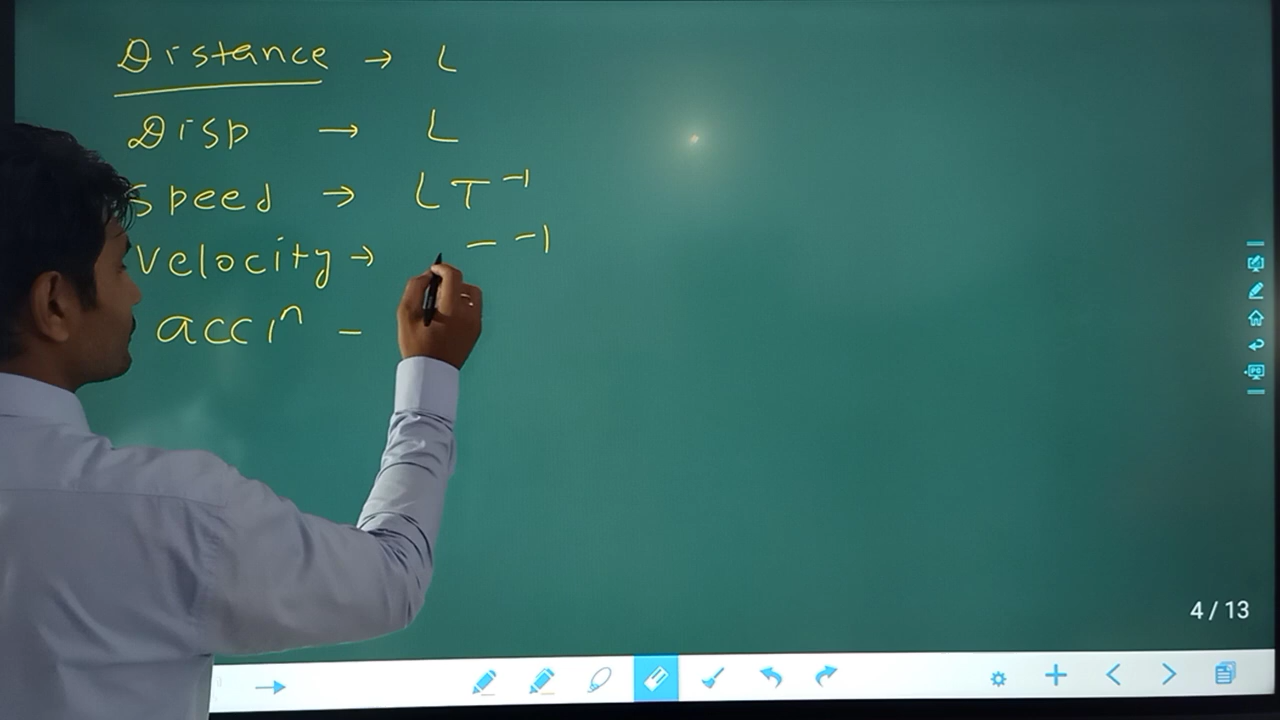 Distance → L
Disp → L
Speed → LT⁻¹
Velocity → – ⁻¹
accⁿ –
4 / 13